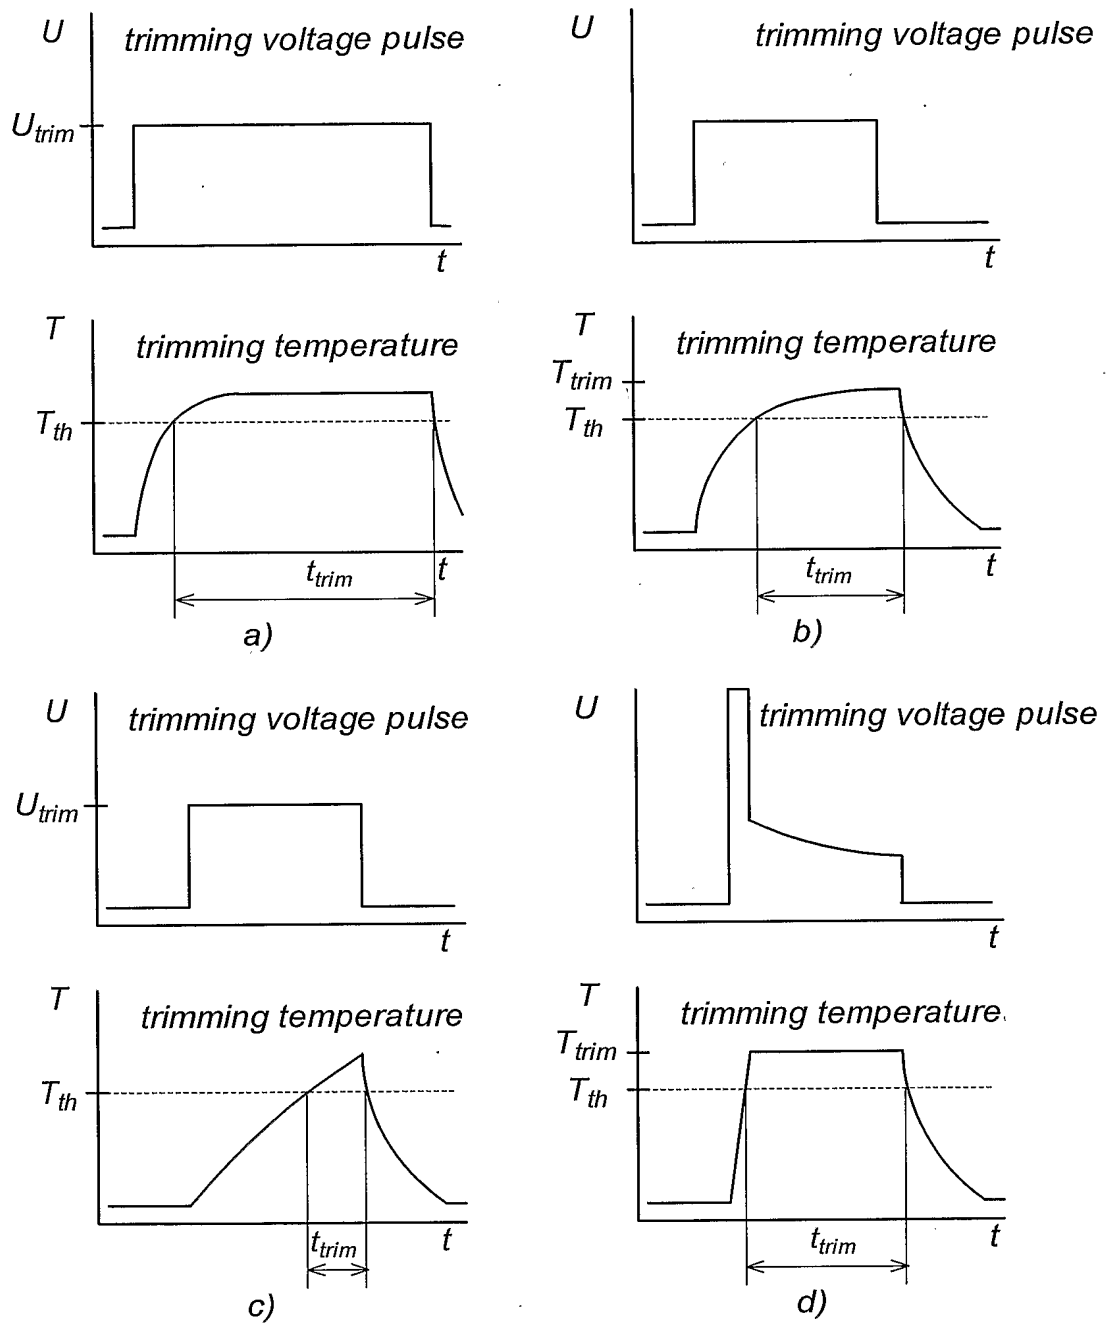 U trimming voltage pulse
U_trim
t
T
trimming temperature
T_th
t_trim
t
a)
U trimming voltage pulse
t
T
trimming temperature
T_trim
T_th
t_trim
t
b)
U trimming voltage pulse
U_trim
t
T
trimming temperature
T_th
t_trim
t
c)
U trimming voltage pulse
t
T
trimming temperature
T_trim
T_th
t_trim
t
d)